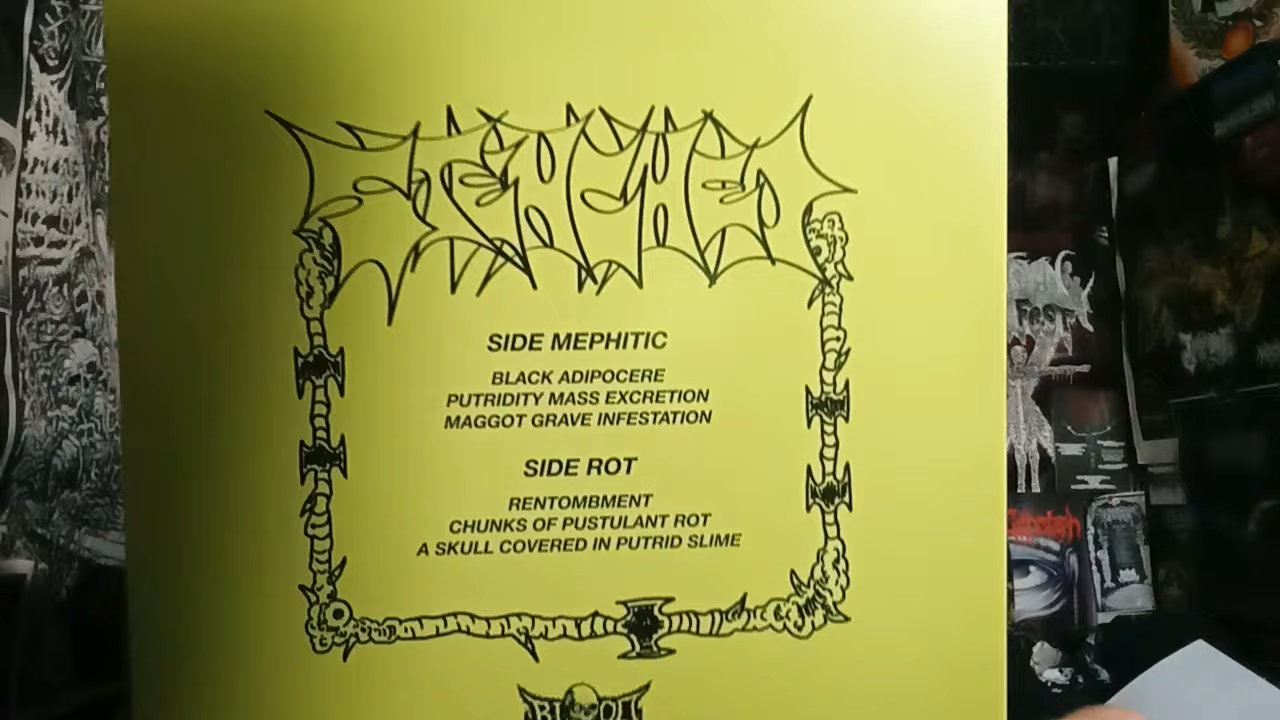 SIDE MEPHITIC
BLACK ADIPOCERE
PUTRIDITY MASS EXCRETION
MAGGOT GRAVE INFESTATION
SIDE ROT
RENTOMBMENT
CHUNKS OF PUSTULANT ROT
A SKULL COVERED IN PUTRID SLIME
FEST